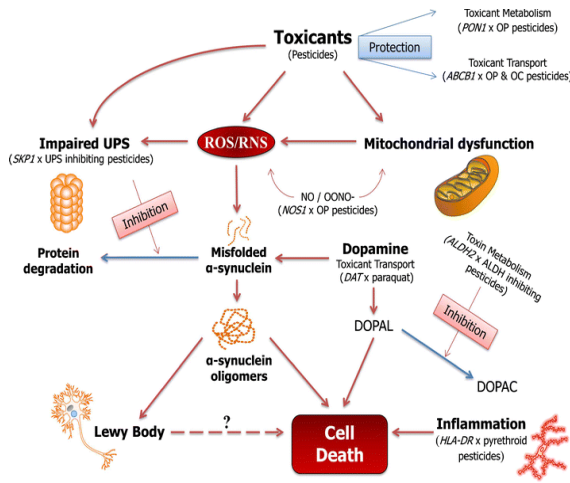 Toxicants
(Pesticides)
Protection
Toxicant Metabolism
(PON1 x OP pesticides)
Toxicant Transport
(ABCB1 x OP & OC pesticides)
Impaired UPS
(SKP1 x UPS inhibiting pesticides)
ROS/RNS
Mitochondrial dysfunction
NO / OONO-
(NOS1 x OP pesticides)
Inhibition
Protein
degradation
Misfolded
α-synuclein
Dopamine
Toxicant Transport
(DAT x paraquat)
Toxin Metabolism
(ALDH2 x ALDH inhibiting
pesticides)
Inhibition
DOPAL
DOPAC
α-synuclein
oligomers
Lewy Body
?
Cell
Death
Inflammation
(HLA-DR x pyrethroid
pesticides)